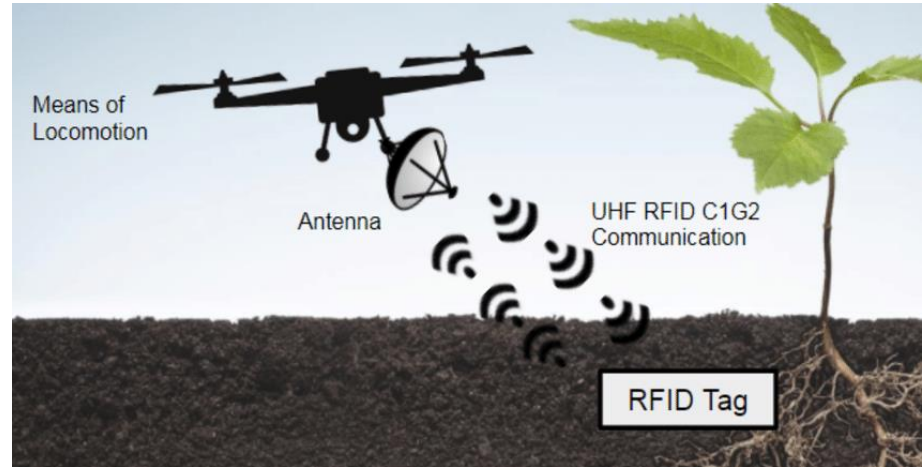 Means of
Locomotion
Antenna
UHF RFID C1G2
Communication
RFID Tag